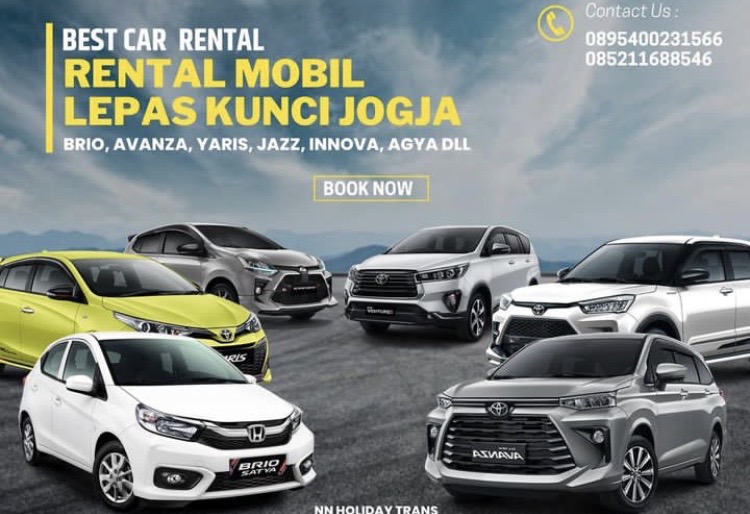 BEST CAR RENTAL
RENTAL MOBIL
LEPAS KUNCI JOGJA
BRIO, AVANZA, YARIS, JAZZ, INNOVA, AGYA DLL
BOOK NOW
Contact Us :
0895400231566
085211688546
VENTURER
YARIS
BRIO
SATYA
AVANZA
NN HOLIDAY TRANS